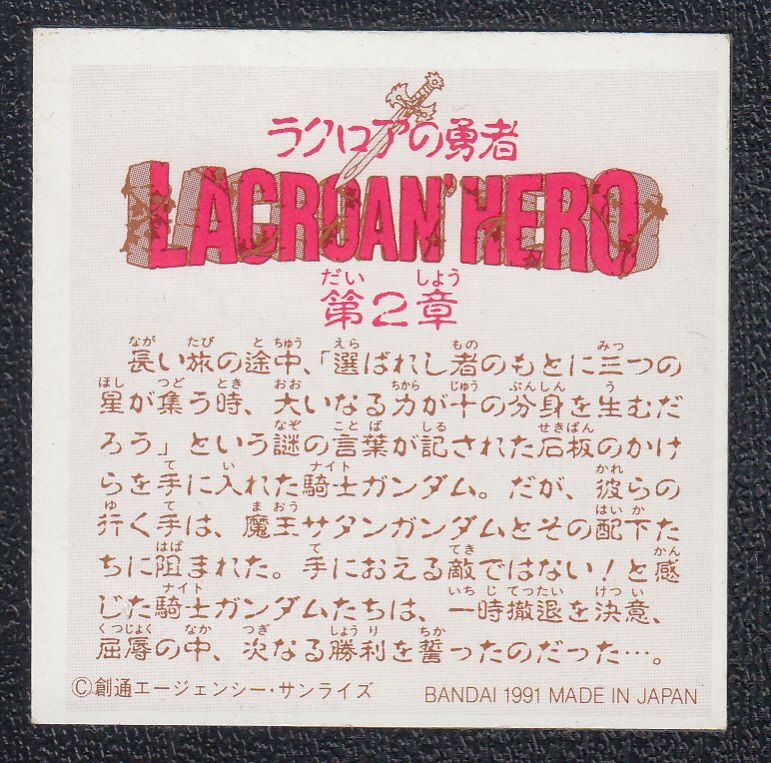 ラクロアの勇者
LACROAN'HERO
第2章
長い旅の途中、「選ばれし者のもとに三つの
星が集う時、大いなる力が十の分身を生むだ
ろう」という謎の言葉が記された石板のかけ
らを手に入れた騎士ガンダム。だが、彼らの
行く手は、魔王サタンガンダムとその配下た
ちに阻まれた。手におえる敵ではない!と感
じた騎士ガンダムたちは、一時撤退を決意、
屈辱の中、次なる勝利を誓ったのだった…。
©創通エージェンシー・サンライズ
BANDAI 1991 MADE IN JAPAN